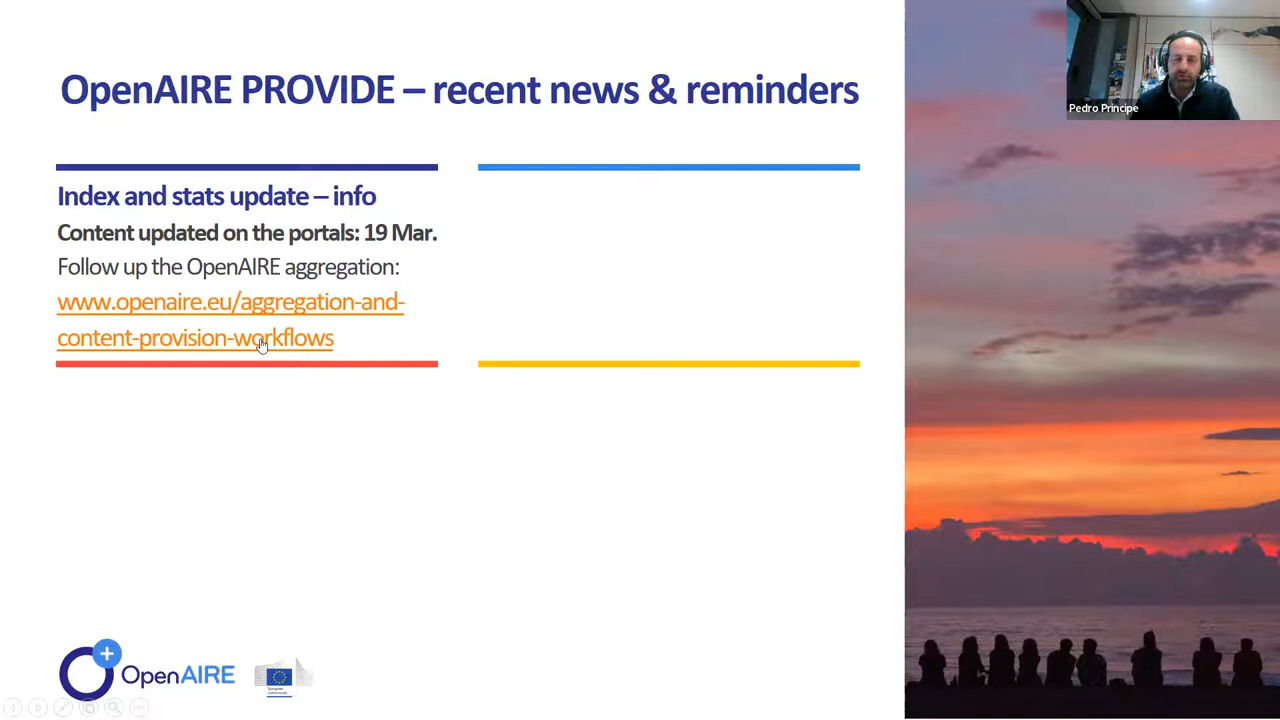 OpenAIRE PROVIDE – recent news & reminders
Pedro Principe
Index and stats update – info
Content updated on the portals: 19 Mar.
Follow up the OpenAIRE aggregation:
www.openaire.eu/aggregation-and-
content-provision-workflows
OpenAIRE